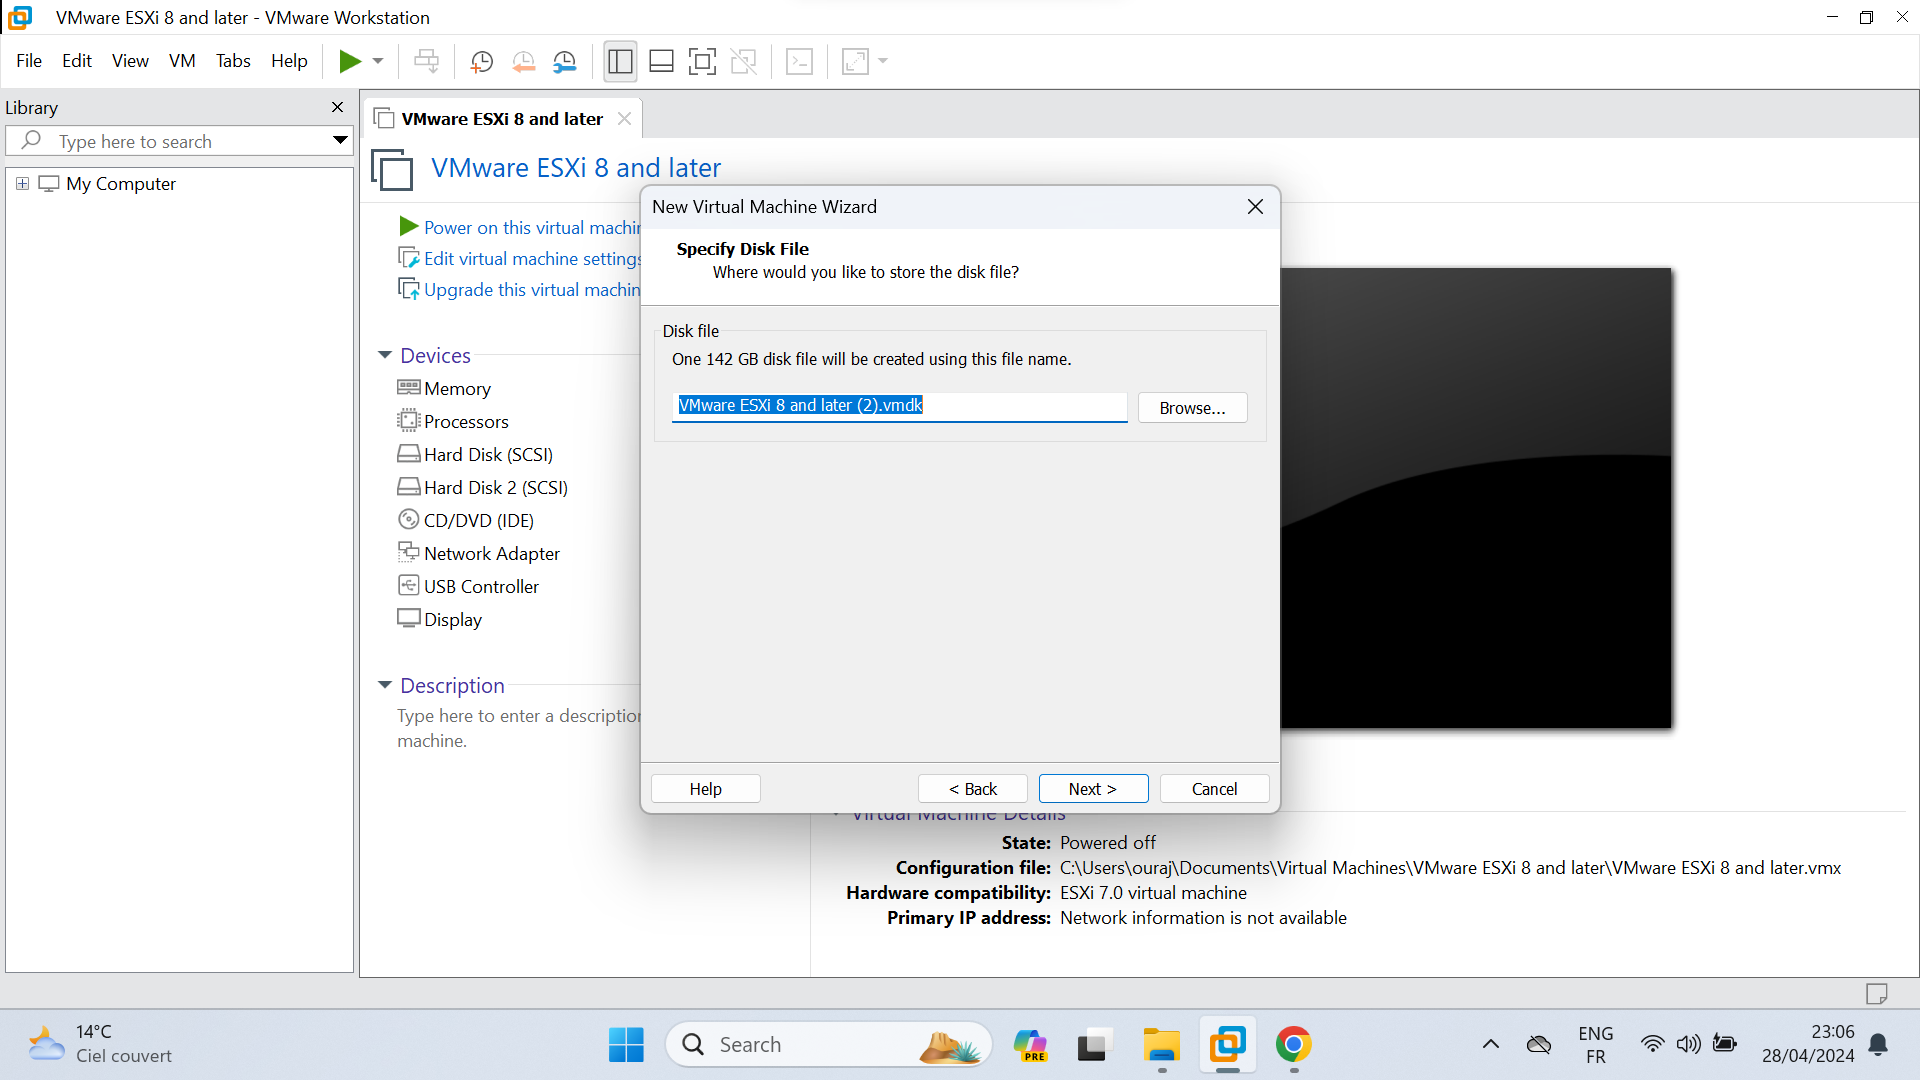 VMware ESXi 8 and later - VMware Workstation
File Edit View VM Tabs Help
Library
Type here to search
My Computer
VMware ESXi 8 and later
VMware ESXi 8 and later
Power on this virtual machin
Edit virtual machine settings
Upgrade this virtual machin
Devices
Memory
Processors
Hard Disk (SCSI)
Hard Disk 2 (SCSI)
CD/DVD (IDE)
Network Adapter
USB Controller
Display
Description
Type here to enter a description
machine.
New Virtual Machine Wizard
Specify Disk File
Where would you like to store the disk file?
Disk file
One 142 GB disk file will be created using this file name.
VMware ESXi 8 and later (2).vmdk
Browse...
Help
< Back
Next >
Cancel
Virtual Machine Details
State: Powered off
Configuration file: C:\Users\ouraj\Documents\Virtual Machines\VMware ESXi 8 and later\VMware ESXi 8 and later.vmx
Hardware compatibility: ESXi 7.0 virtual machine
Primary IP address: Network information is not available
14°C
Ciel couvert
Search
PRE
ENG
FR
23:06
28/04/2024